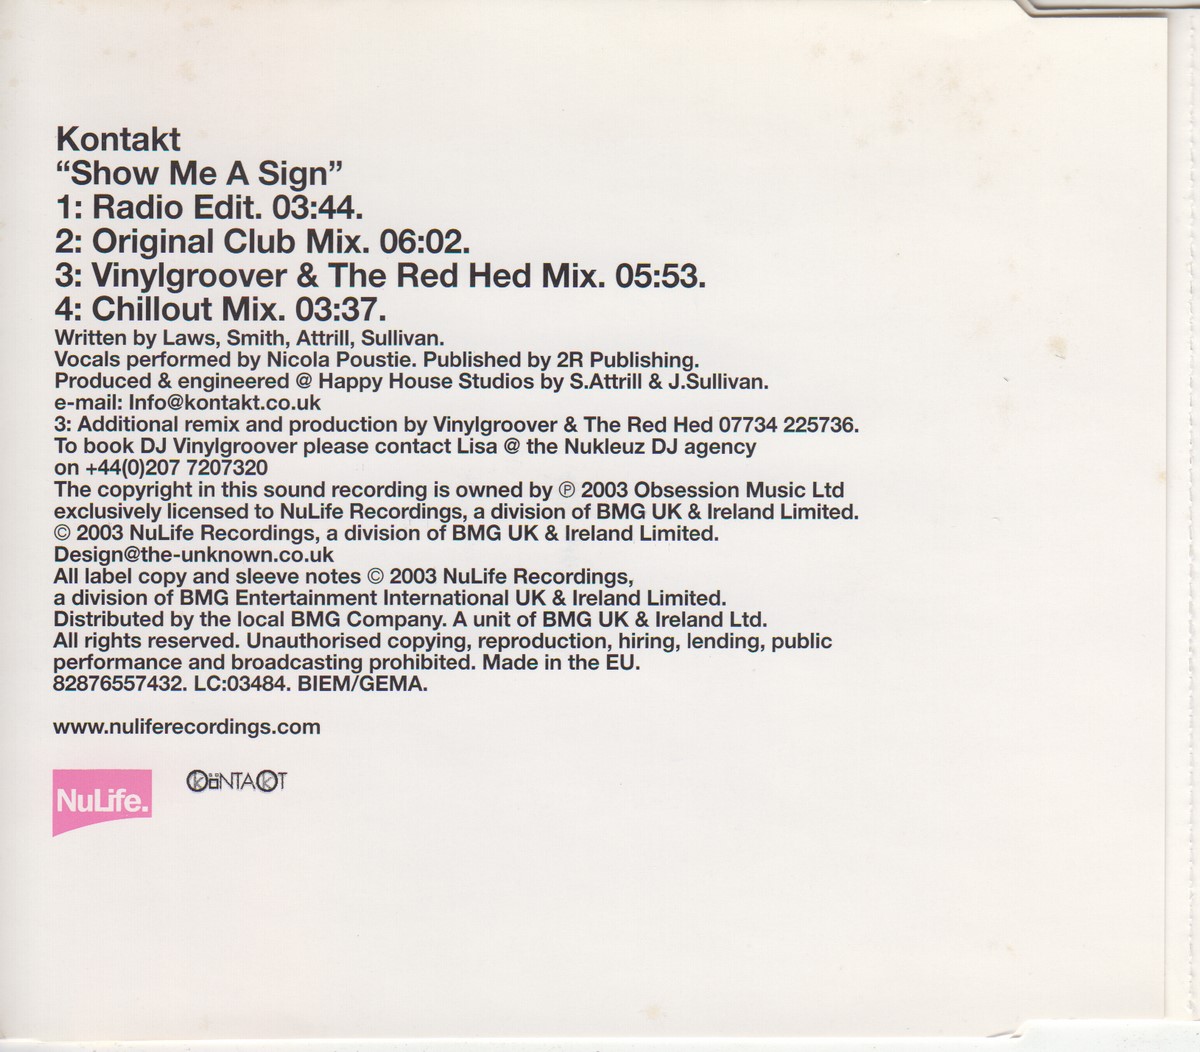 Kontakt
“Show Me A Sign”
1: Radio Edit. 03:44.
2: Original Club Mix. 06:02.
3: Vinylgroover & The Red Hed Mix. 05:53.
4: Chillout Mix. 03:37.
Written by Laws, Smith, Attrill, Sullivan.
Vocals performed by Nicola Poustie. Published by 2R Publishing.
Produced & engineered @ Happy House Studios by S.Attrill & J.Sullivan.
e-mail: Info@kontakt.co.uk
3: Additional remix and production by Vinylgroover & The Red Hed 07734 225736.
To book DJ Vinylgroover please contact Lisa @ the Nukleuz DJ agency
on +44(0)207 7207320
The copyright in this sound recording is owned by ℗ 2003 Obsession Music Ltd
exclusively licensed to NuLife Recordings, a division of BMG UK & Ireland Limited.
© 2003 NuLife Recordings, a division of BMG UK & Ireland Limited.
Design@the-unknown.co.uk
All label copy and sleeve notes © 2003 NuLife Recordings,
a division of BMG Entertainment International UK & Ireland Limited.
Distributed by the local BMG Company. A unit of BMG UK & Ireland Ltd.
All rights reserved. Unauthorised copying, reproduction, hiring, lending, public
performance and broadcasting prohibited. Made in the EU.
82876557432. LC:03484. BIEM/GEMA.
www.nuliferecordings.com
NuLife.
KöNTAKT